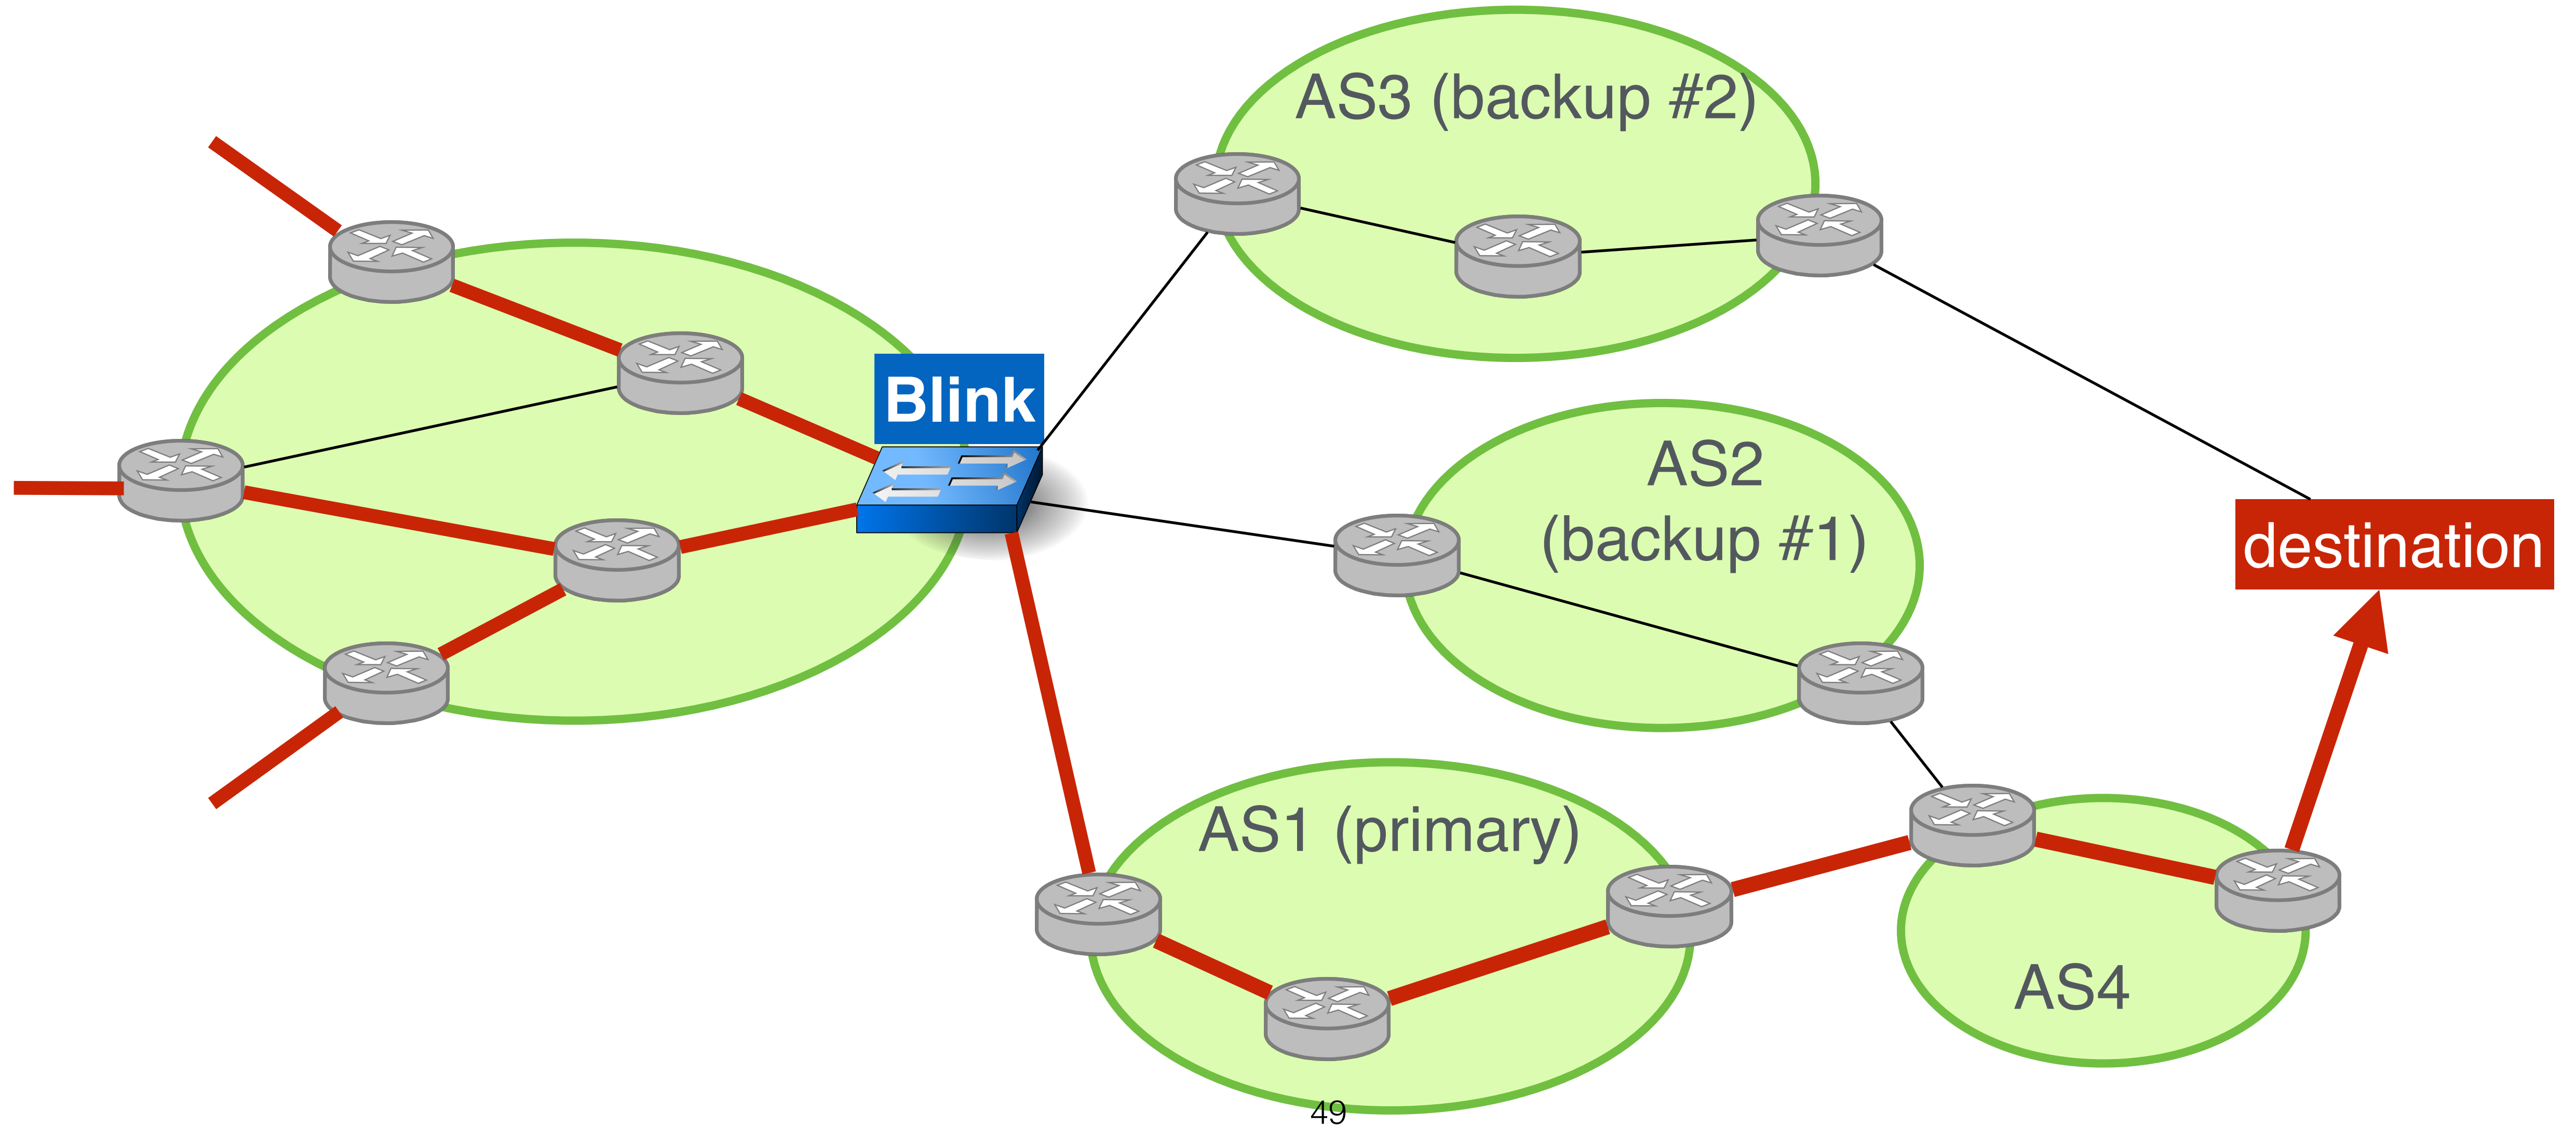 AS3 (backup #2)
Blink
AS2
(backup #1)
destination
AS1 (primary)
AS4
49